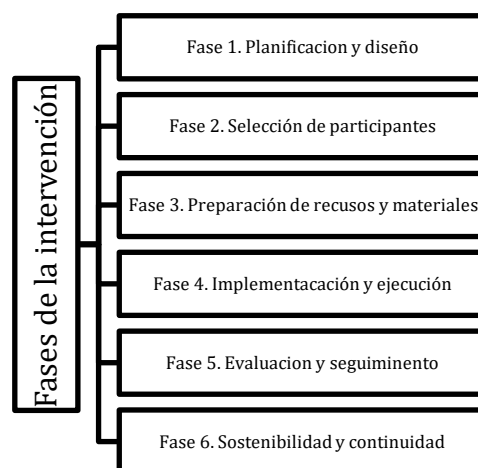 Fases de la intervención
Fase 1. Planificacion y diseño
Fase 2. Selección de participantes
Fase 3. Preparación de recusos y materiales
Fase 4. Implementacación y ejecución
Fase 5. Evaluacion y seguiminento
Fase 6. Sostenibilidad y continuidad